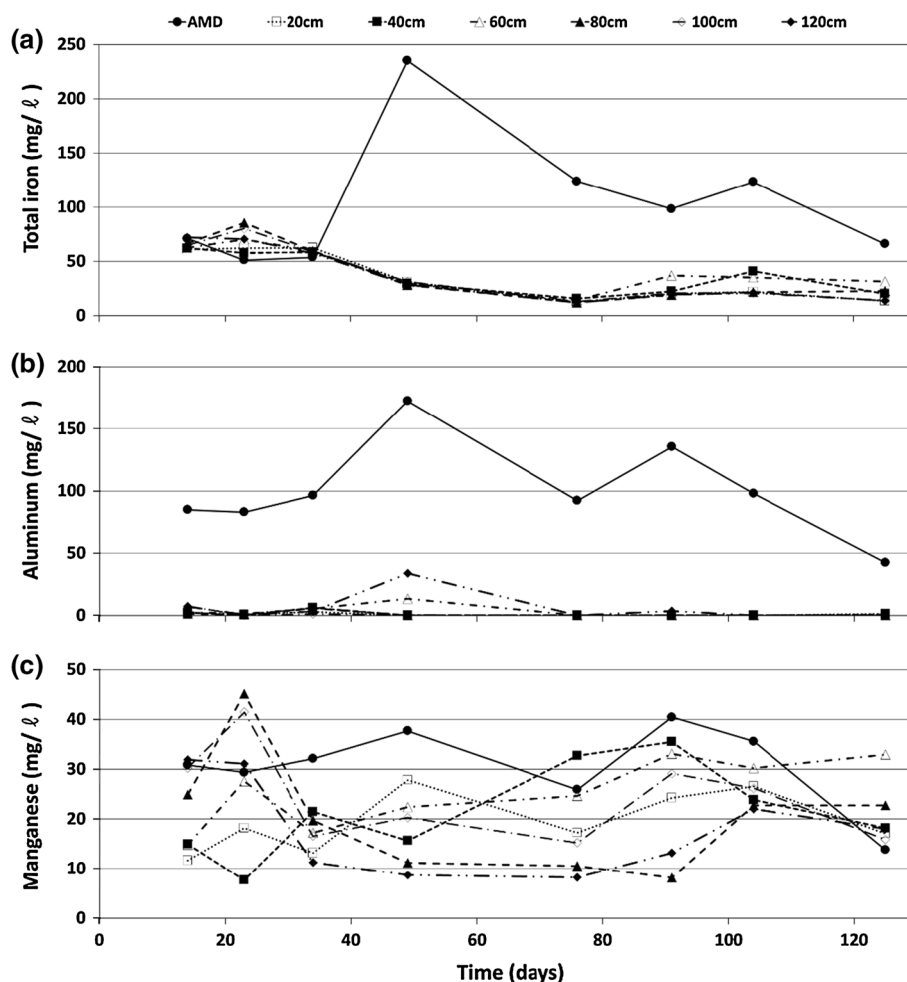 AMD 20cm 40cm 60cm 80cm 100cm 120cm
(a)
250
200
150
100
50
0
Total iron (mg/ ℓ)
(b)
200
150
100
50
0
Aluminum (mg/ ℓ)
(c)
50
40
30
20
10
0
Manganese (mg/ ℓ)
0 20 40 60 80 100 120
Time (days)